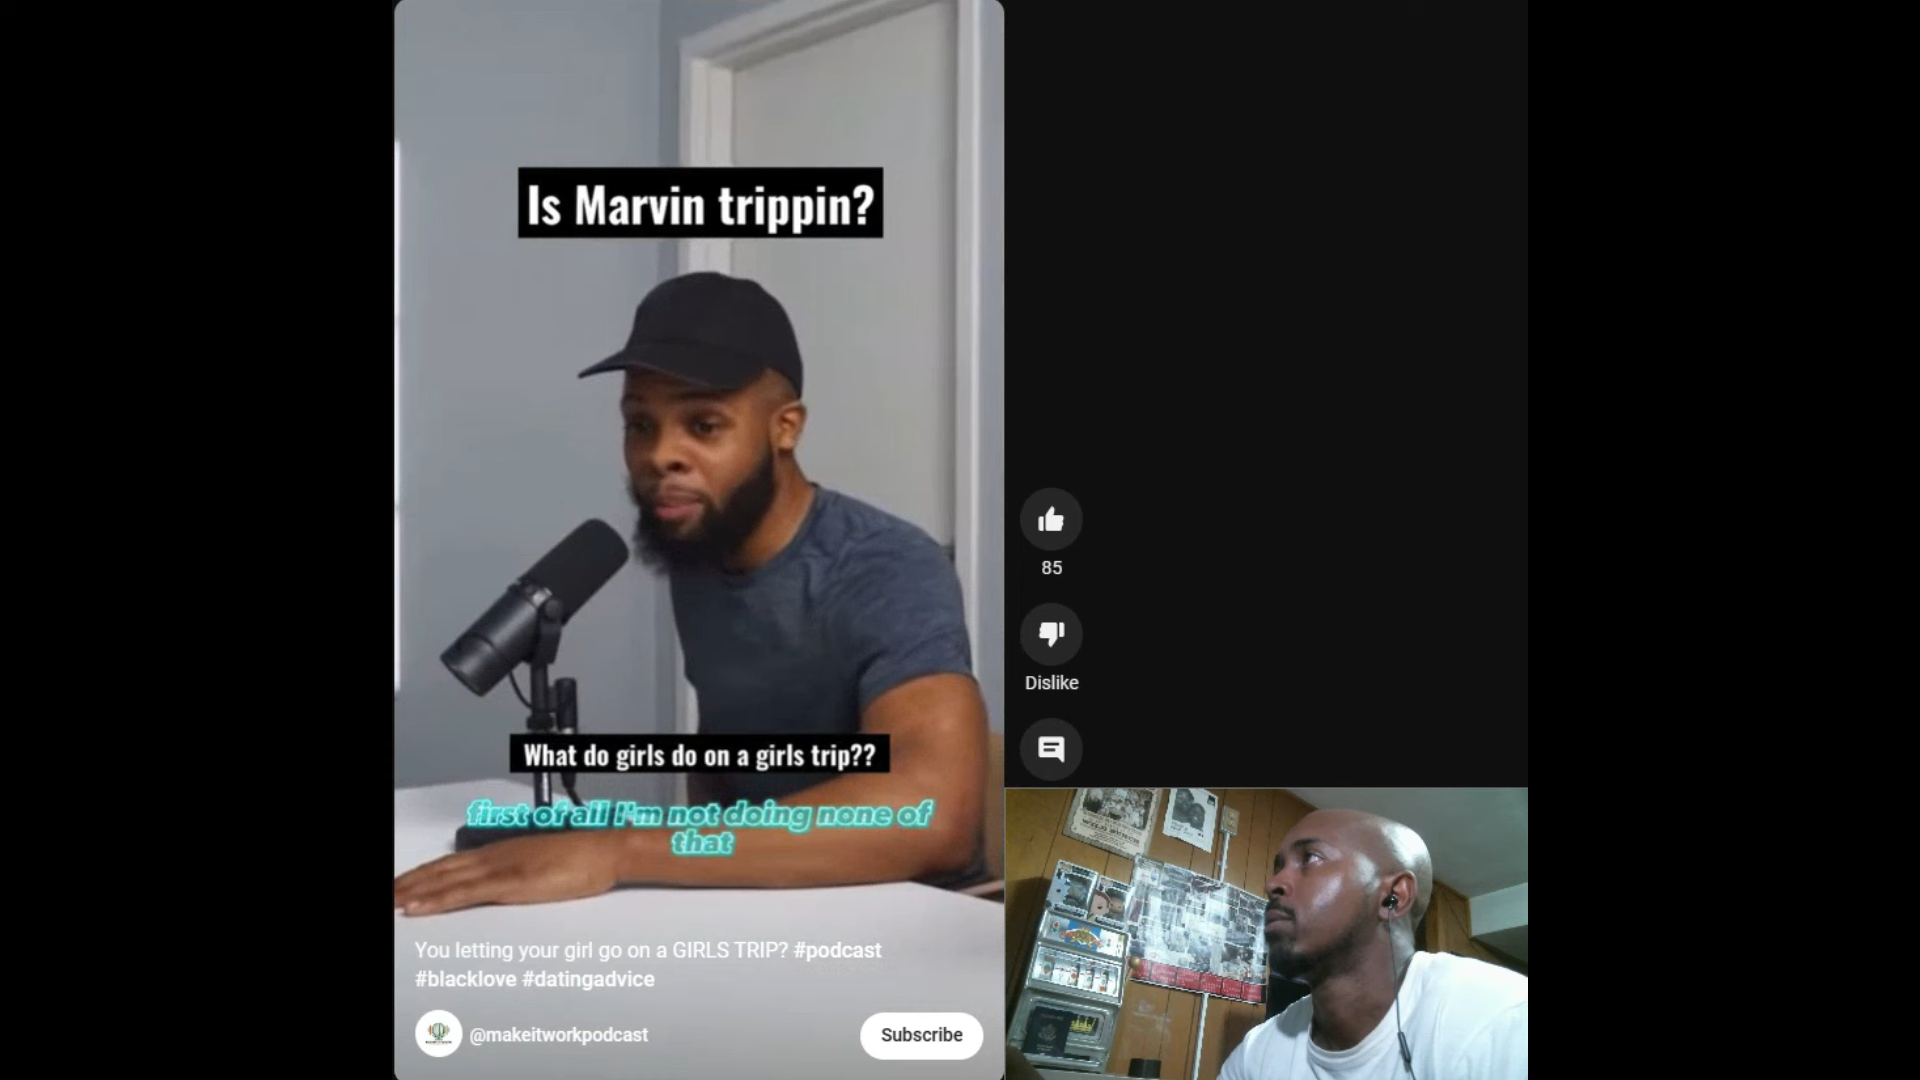 Is Marvin trippin?
What do girls do on a girls trip??
first of all I'm not doing none of
that
You letting your girl go on a GIRLS TRIP? #podcast
#blacklove #datingadvice
@makeitworkpodcast
Subscribe
85
Dislike